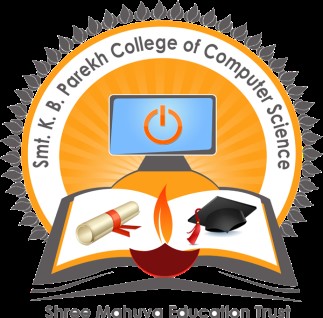 Smt. K. B. Parekh College of Computer Science
Shree Mahuva Education Trust